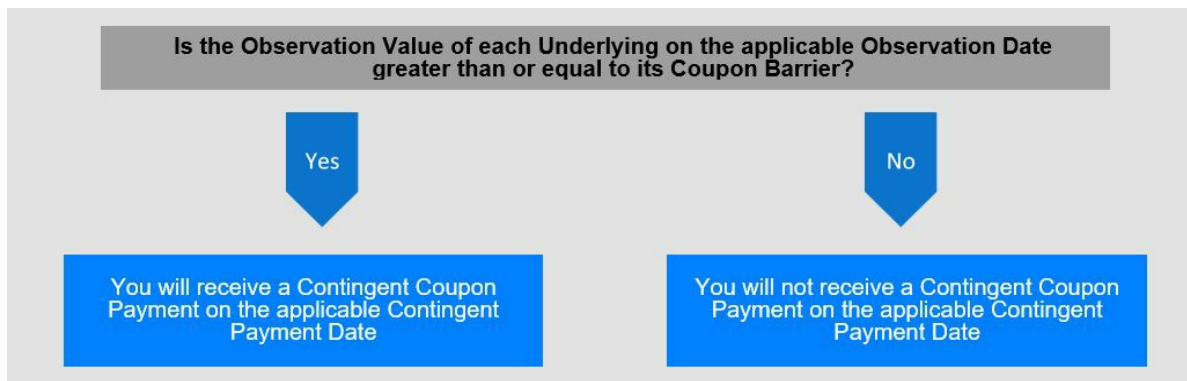 Is the Observation Value of each Underlying on the applicable Observation Date
greater than or equal to its Coupon Barrier?
Yes
No
You will receive a Contingent Coupon
Payment on the applicable Contingent
Payment Date
You will not receive a Contingent Coupon
Payment on the applicable Contingent
Payment Date